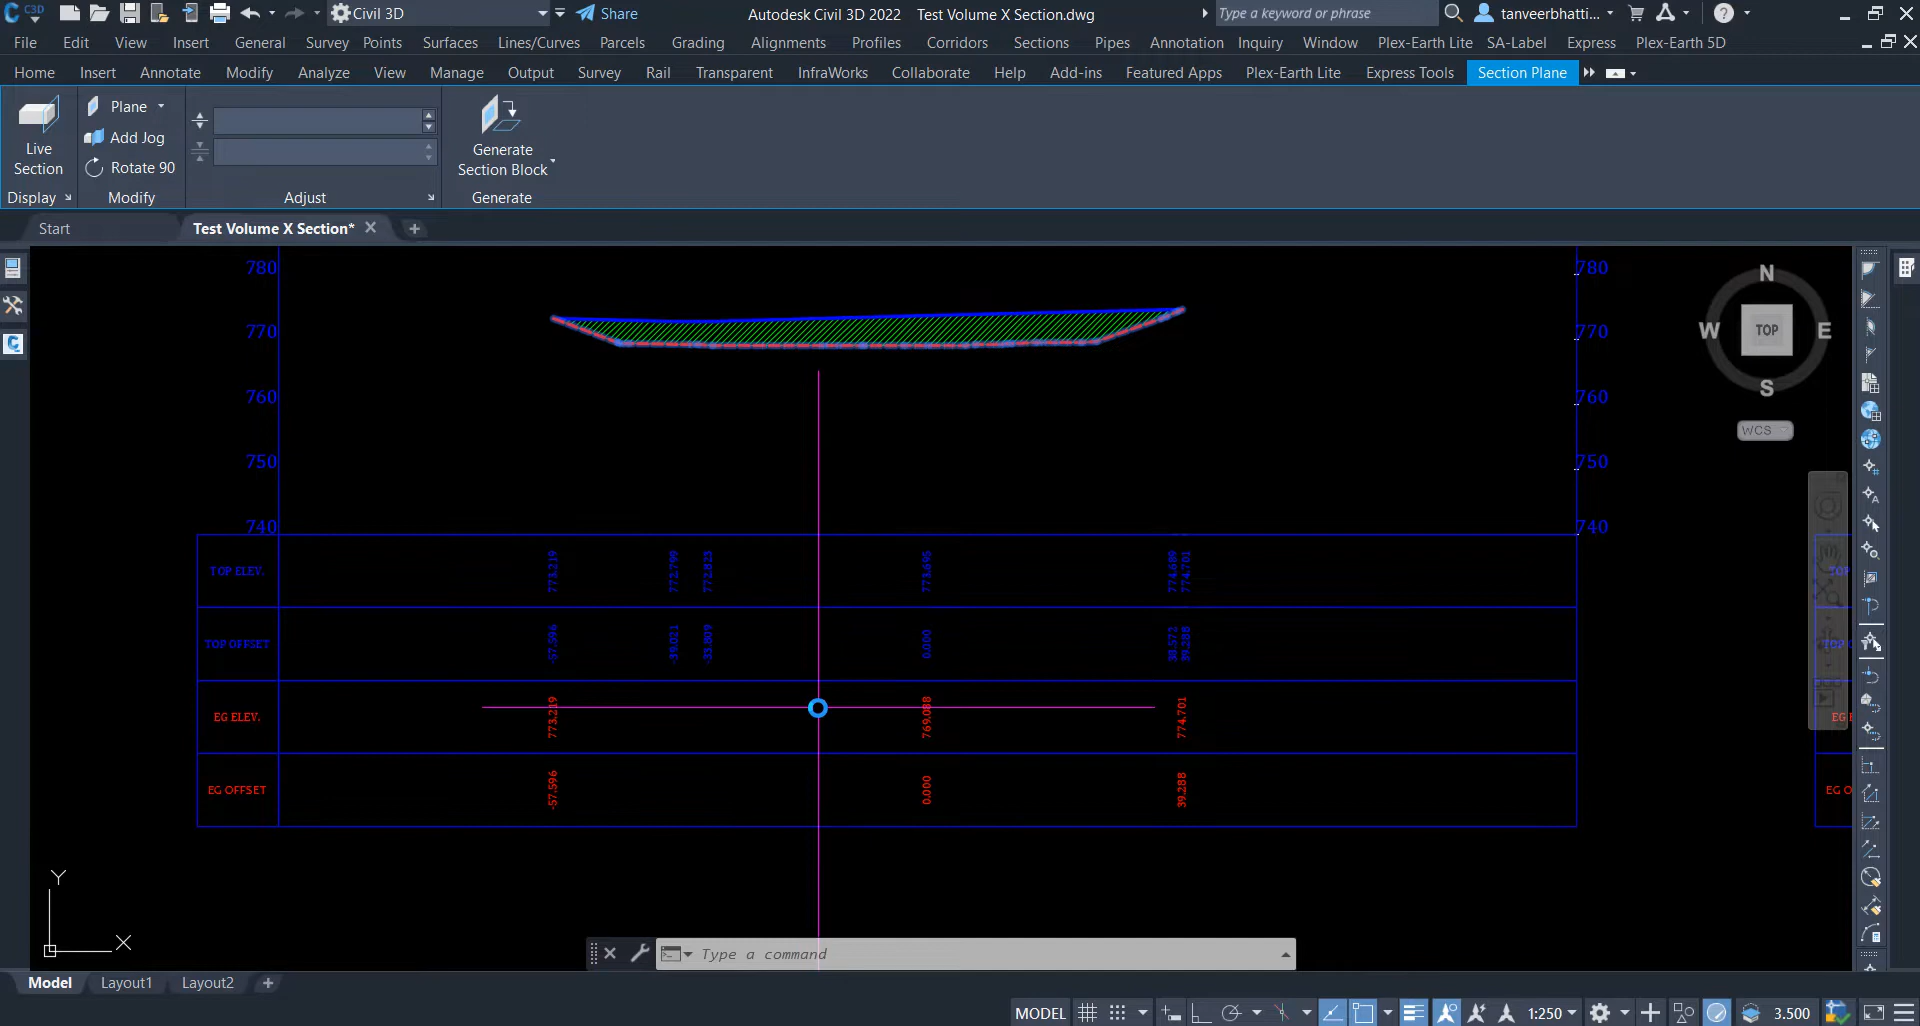 C3D Civil 3D Share Autodesk Civil 3D 2022 Test Volume X Section.dwg Type a keyword or phrase tanveerbhatti...
File Edit View Insert General Survey Points Surfaces Lines/Curves Parcels Grading Alignments Profiles Corridors Sections Pipes Annotation Inquiry Window Plex-Earth Lite SA-Label Express Plex-Earth 5D
Home Insert Annotate Modify Analyze View Manage Output Survey Rail Transparent InfraWorks Collaborate Help Add-ins Featured Apps Plex-Earth Lite Express Tools Section Plane
Live Section
Plane
Add Jog
Rotate 90
Generate Section Block
Display Modify Adjust Generate
Start Test Volume X Section*
780 780
770 770
760 760
750 750
740 740
N
W TOP E
S
WCS
TOP ELEV. 773.219 772.799 772.823 773.695 774.689 774.701
TOP OFFSET -57.596 -39.021 -33.809 0.000 38.572 39.288
EG ELEV. 773.219 769.088 774.701
EG OFFSET -57.596 0.000 39.288
Y
X
Type a command
Model Layout1 Layout2
MODEL 1:250 3.500